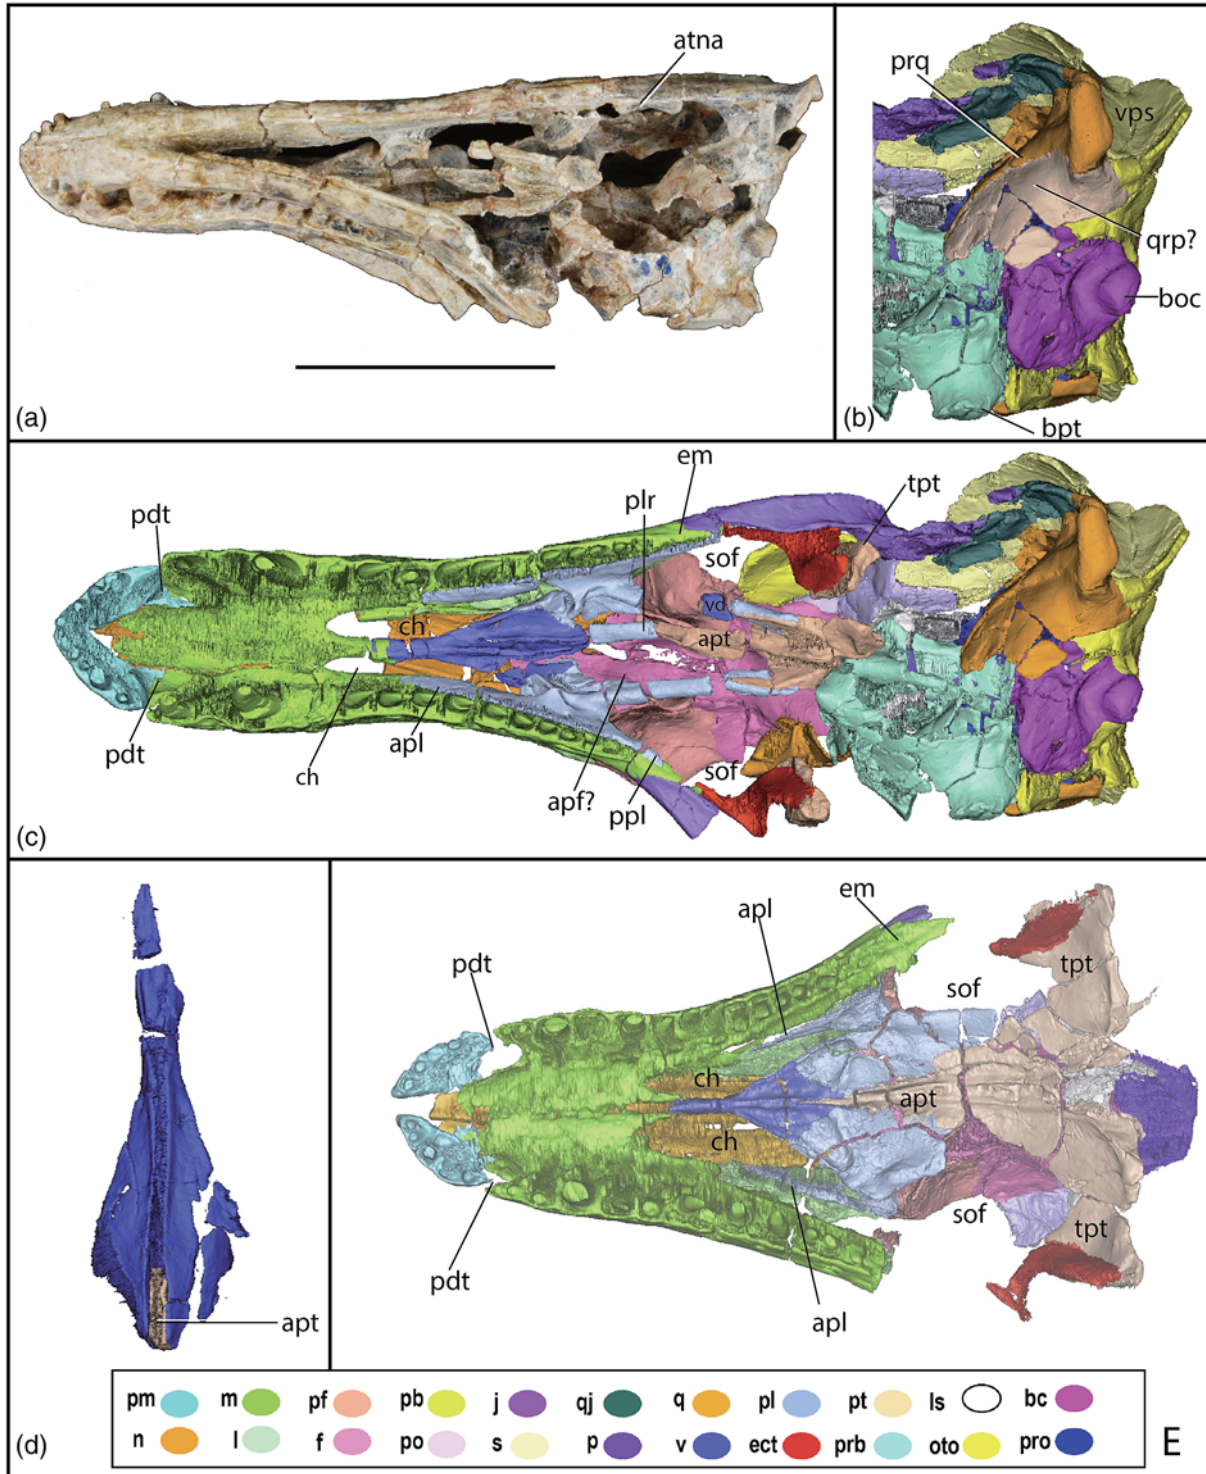 atna
(a)
prq
vps
qrp?
boc
(b)
bpt
em
pdt
plr
tpt
sof
vd
ch
apt
pdt
apl
sof
ch
apf?
ppl
(c)
em
apl
pdt
sof
tpt
ch
apt
ch
sof
tpt
apt
pdt
apl
pm m pf pb j qj q pl pt ls bc
n l f po s p v ect prb oto pro
(d)
E